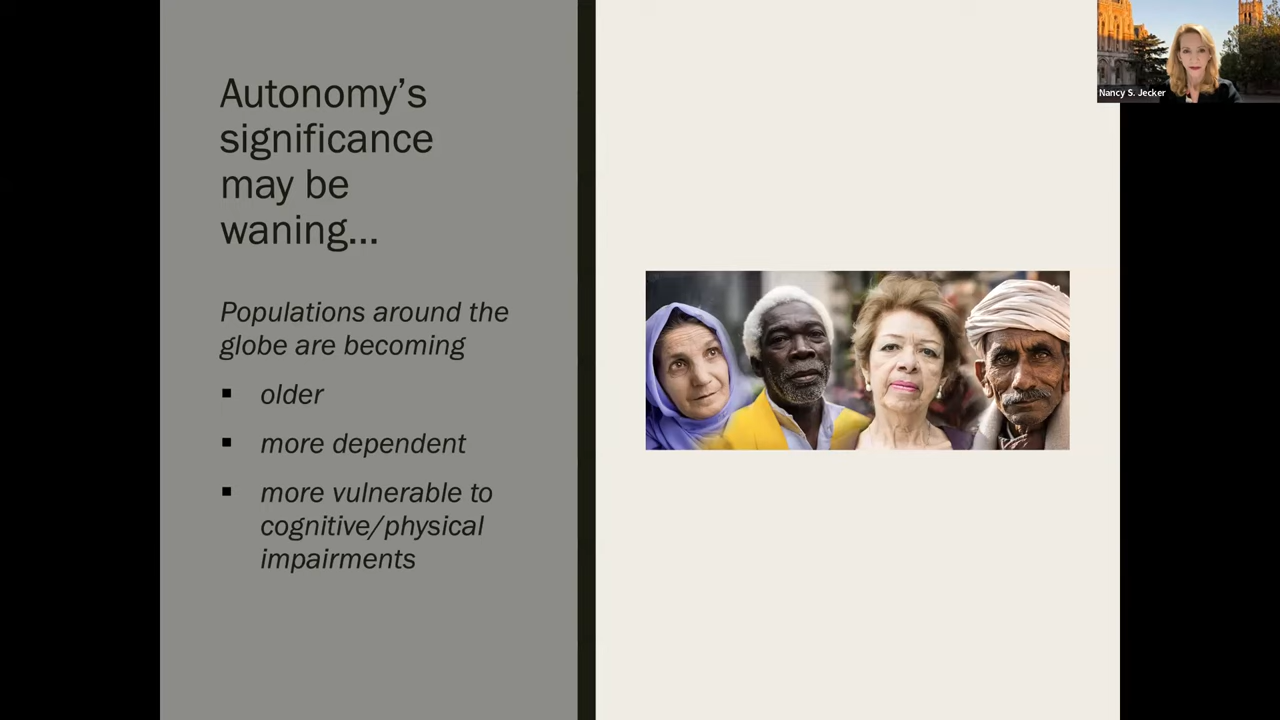 Autonomy’s
significance
may be
waning...
Populations around the
globe are becoming
▪ older
▪ more dependent
▪ more vulnerable to
cognitive/physical
impairments
Nancy S. Jecker